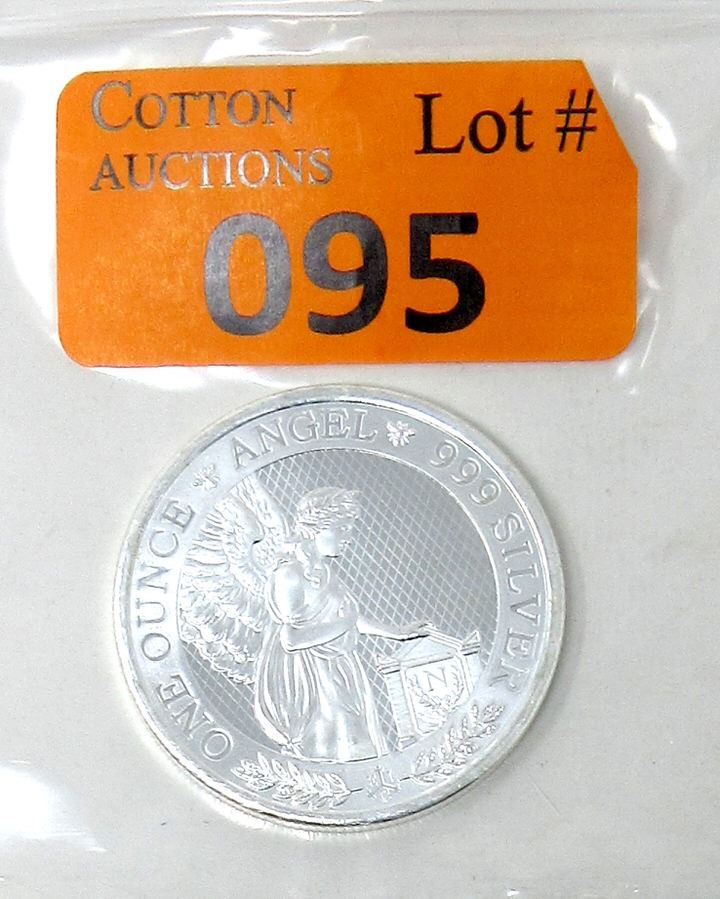 COTTON
AUCTIONS
Lot #
095
ONE OUNCE ANGEL 999 SILVER
N